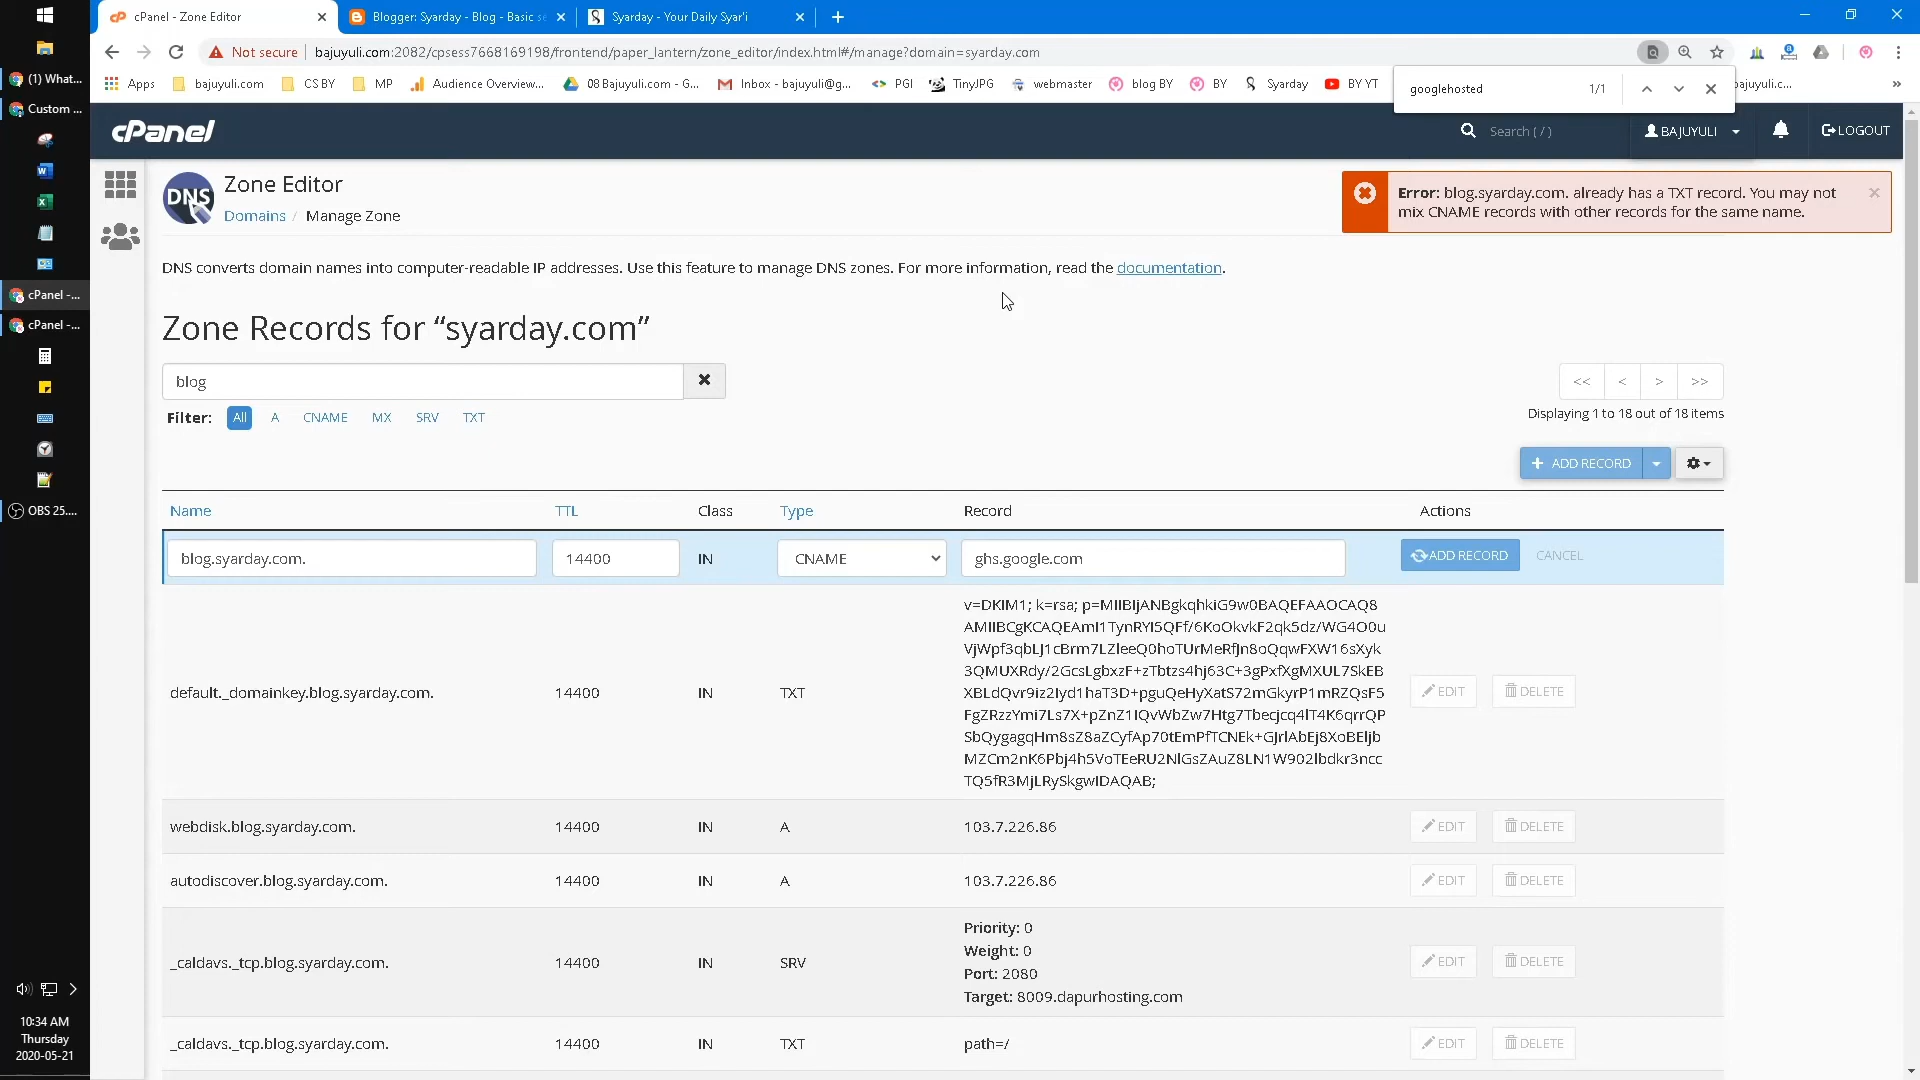 cPanel - Zone Editor
Blogger: Syarday - Blog - Basic se
Syarday - Your Daily Syar'i
Not secure
bajuyuli.com:2082/cpsess7668169198/frontend/paper_lantern/zone_editor/index.html#/manage?domain=syarday.com
Apps
bajuyuli.com
CS BY
MP
Audience Overview...
08 Bajuyuli.com - G...
Inbox - bajuyuli@g...
PGI
TinyJPG
webmaster
blog BY
BY
Syarday
BY YT
bajuyuli.c...
»
googlehosted
1/1
(1) What...
Custom ...
cPanel -...
cPanel -...
OBS 25....
10:34 AM
Thursday
2020-05-21
cPanel
Search ( / )
BAJUYULI
LOGOUT
DNS
Zone Editor
Domains / Manage Zone
Error: blog.syarday.com. already has a TXT record. You may not
mix CNAME records with other records for the same name.
DNS converts domain names into computer-readable IP addresses. Use this feature to manage DNS zones. For more information, read the documentation.
Zone Records for “syarday.com”
blog
<< < > >>
Filter: All A CNAME MX SRV TXT
Displaying 1 to 18 out of 18 items
ADD RECORD
Name TTL Class Type Record Actions
blog.syarday.com. 14400 IN CNAME ghs.google.com ADD RECORD CANCEL
v=DKIM1; k=rsa; p=MIIBIjANBgkqhkiG9w0BAQEFAAOCAQ8
AMIIBCgKCAQEAmI1TynRYI5QFf/6KoOkvkF2qk5dz/WG4O0u
VjWpf3qbLJ1cBrm7LZleeQ0hoTUrMeRfJn8oQqwFXW16sXyk
3QMUXRdy/2GcsLgbxzF+zTbtzs4hj63C+3gPxfXgMXUL7SkEB
XBLdQvr9iz2Iyd1haT3D+pguQeHyXatS72mGkyrP1mRZQsF5
FgZRzzYmi7Ls7X+pZnZ1IQvWbZw7Htg7Tbecjcq4lT4K6qrrQP
SbQygagqHm8sZ8aZCyfAp70tEmPfTCNEk+GJrlAbEj8XoBEljb
MZCm2nK6Pbj4h5VoTEeRU2NlGsZAuZ8LN1W902lbdkr3ncc
TQ5fR3MjLRySkgwIDAQAB;
default._domainkey.blog.syarday.com. 14400 IN TXT EDIT DELETE
webdisk.blog.syarday.com. 14400 IN A 103.7.226.86 EDIT DELETE
autodiscover.blog.syarday.com. 14400 IN A 103.7.226.86 EDIT DELETE
Priority: 0
Weight: 0
_caldavs._tcp.blog.syarday.com. 14400 IN SRV EDIT DELETE
Port: 2080
Target: 8009.dapurhosting.com
_caldavs._tcp.blog.syarday.com. 14400 IN TXT path=/ EDIT DELETE